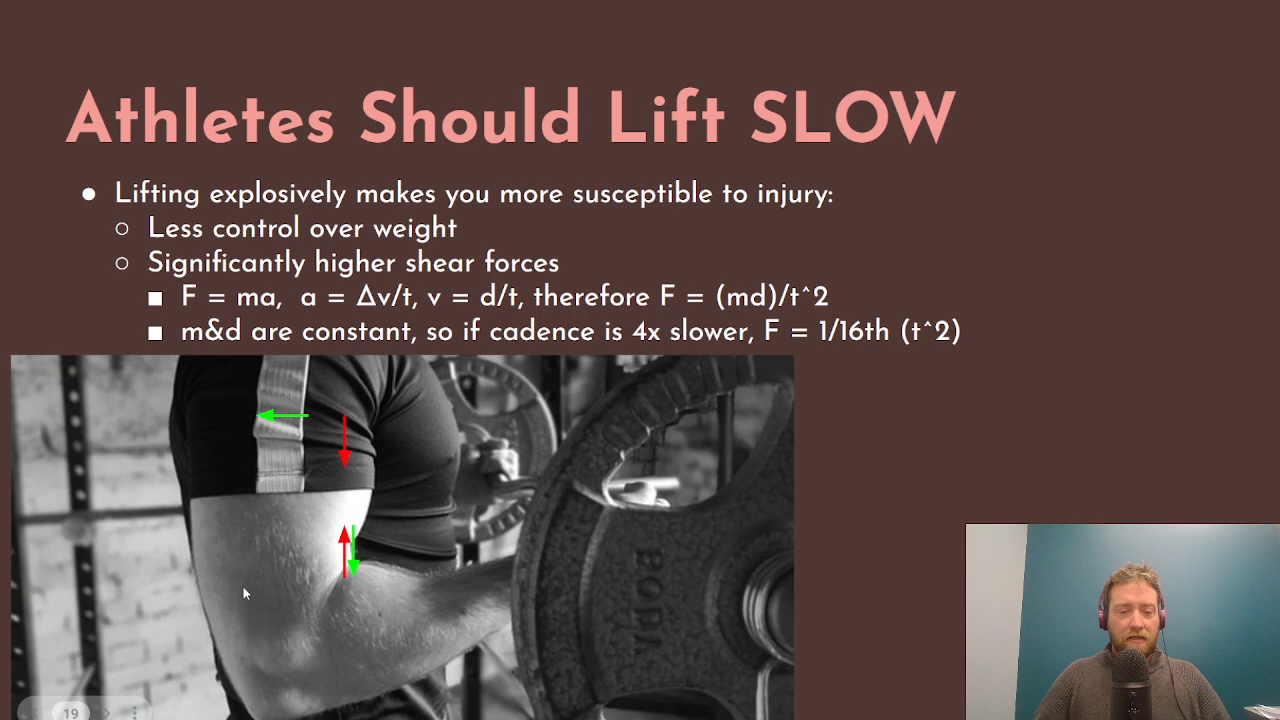 Athletes Should Lift SLOW
● Lifting explosively makes you more susceptible to injury:
○ Less control over weight
○ Significantly higher shear forces
■ F = ma, a = Δv/t, v = d/t, therefore F = (md)/t^2
■ m&d are constant, so if cadence is 4x slower, F = 1/16th (t^2)
19